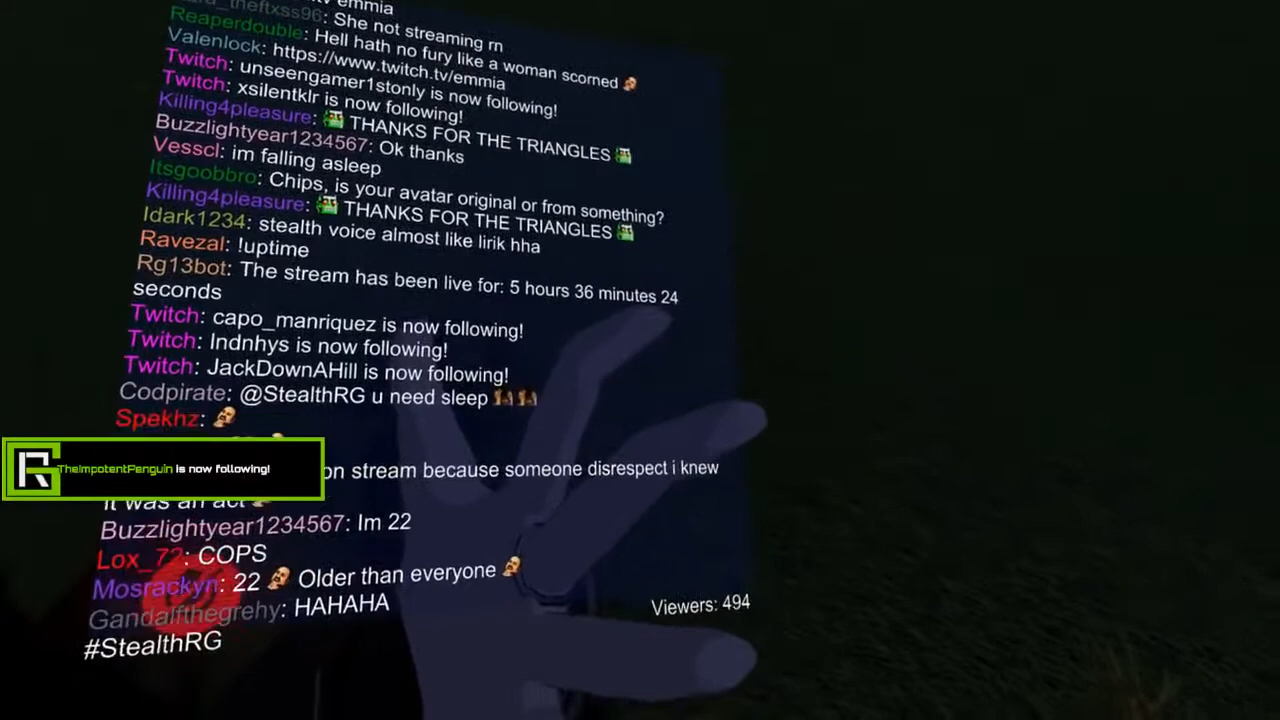 emmia
theftxss96: She not streaming rn
Reaperdouble: Hell hath no fury like a woman scorned
Valenlock: https://www.twitch.tv/emmia
Twitch: unseengamer1stonly is now following!
Twitch: xsilentklr is now following!
Killing4pleasure: THANKS FOR THE TRIANGLES
Buzzlightyear1234567: Ok thanks
Vesscl: im falling asleep
Itsgoobbro: Chips, is your avatar original or from something?
Killing4pleasure: THANKS FOR THE TRIANGLES
Idark1234: stealth voice almost like lirik hha
Ravezal: !uptime
Rg13bot: The stream has been live for: 5 hours 36 minutes 24
seconds
Twitch: capo_manriquez is now following!
Twitch: Indnhys is now following!
Twitch: JackDownAHill is now following!
Codpirate: @StealthRG u need sleep
Spekhz:
TheImpotentPenguin is now following!
on stream because someone disrespect i knew
it was an act
Buzzlightyear1234567: Im 22
Lox_72: COPS
Mosrackyn: 22 Older than everyone
Gandalfthegrehy: HAHAHA
Viewers: 494
#StealthRG